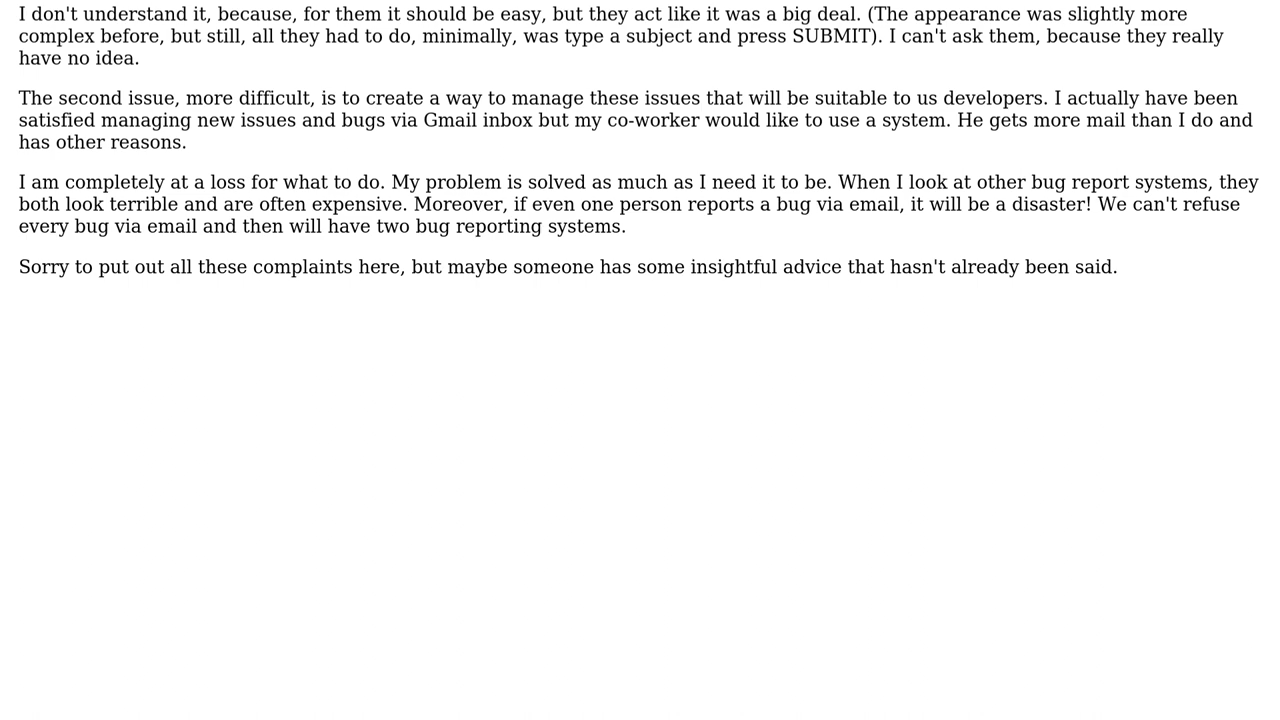 I don't understand it, because, for them it should be easy, but they act like it was a big deal. (The appearance was slightly more
complex before, but still, all they had to do, minimally, was type a subject and press SUBMIT). I can't ask them, because they really
have no idea.
The second issue, more difficult, is to create a way to manage these issues that will be suitable to us developers. I actually have been
satisfied managing new issues and bugs via Gmail inbox but my co-worker would like to use a system. He gets more mail than I do and
has other reasons.
I am completely at a loss for what to do. My problem is solved as much as I need it to be. When I look at other bug report systems, they
both look terrible and are often expensive. Moreover, if even one person reports a bug via email, it will be a disaster! We can't refuse
every bug via email and then will have two bug reporting systems.
Sorry to put out all these complaints here, but maybe someone has some insightful advice that hasn't already been said.